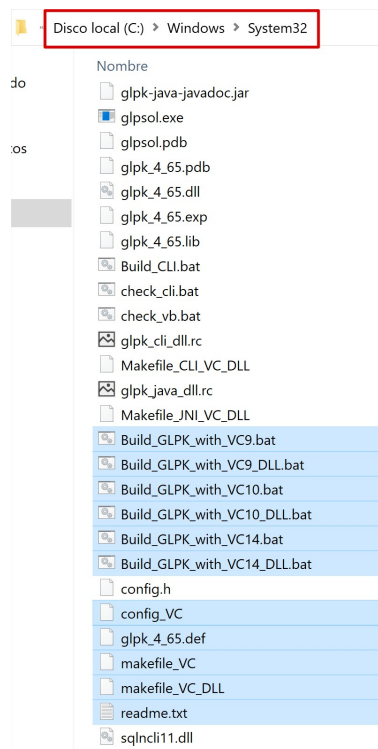 Disco local (C:) > Windows > System32
Nombre
do
tos
glpk-java-javadoc.jar
glpsol.exe
glpsol.pdb
glpk_4_65.pdb
glpk_4_65.dll
glpk_4_65.exp
glpk_4_65.lib
Build_CLI.bat
check_cli.bat
check_vb.bat
glpk_cli_dll.rc
Makefile_CLI_VC_DLL
glpk_java_dll.rc
Makefile_JNI_VC_DLL
Build_GLPK_with_VC9.bat
Build_GLPK_with_VC9_DLL.bat
Build_GLPK_with_VC10.bat
Build_GLPK_with_VC10_DLL.bat
Build_GLPK_with_VC14.bat
Build_GLPK_with_VC14_DLL.bat
config.h
config_VC
glpk_4_65.def
makefile_VC
makefile_VC_DLL
readme.txt
sqlncli11.dll